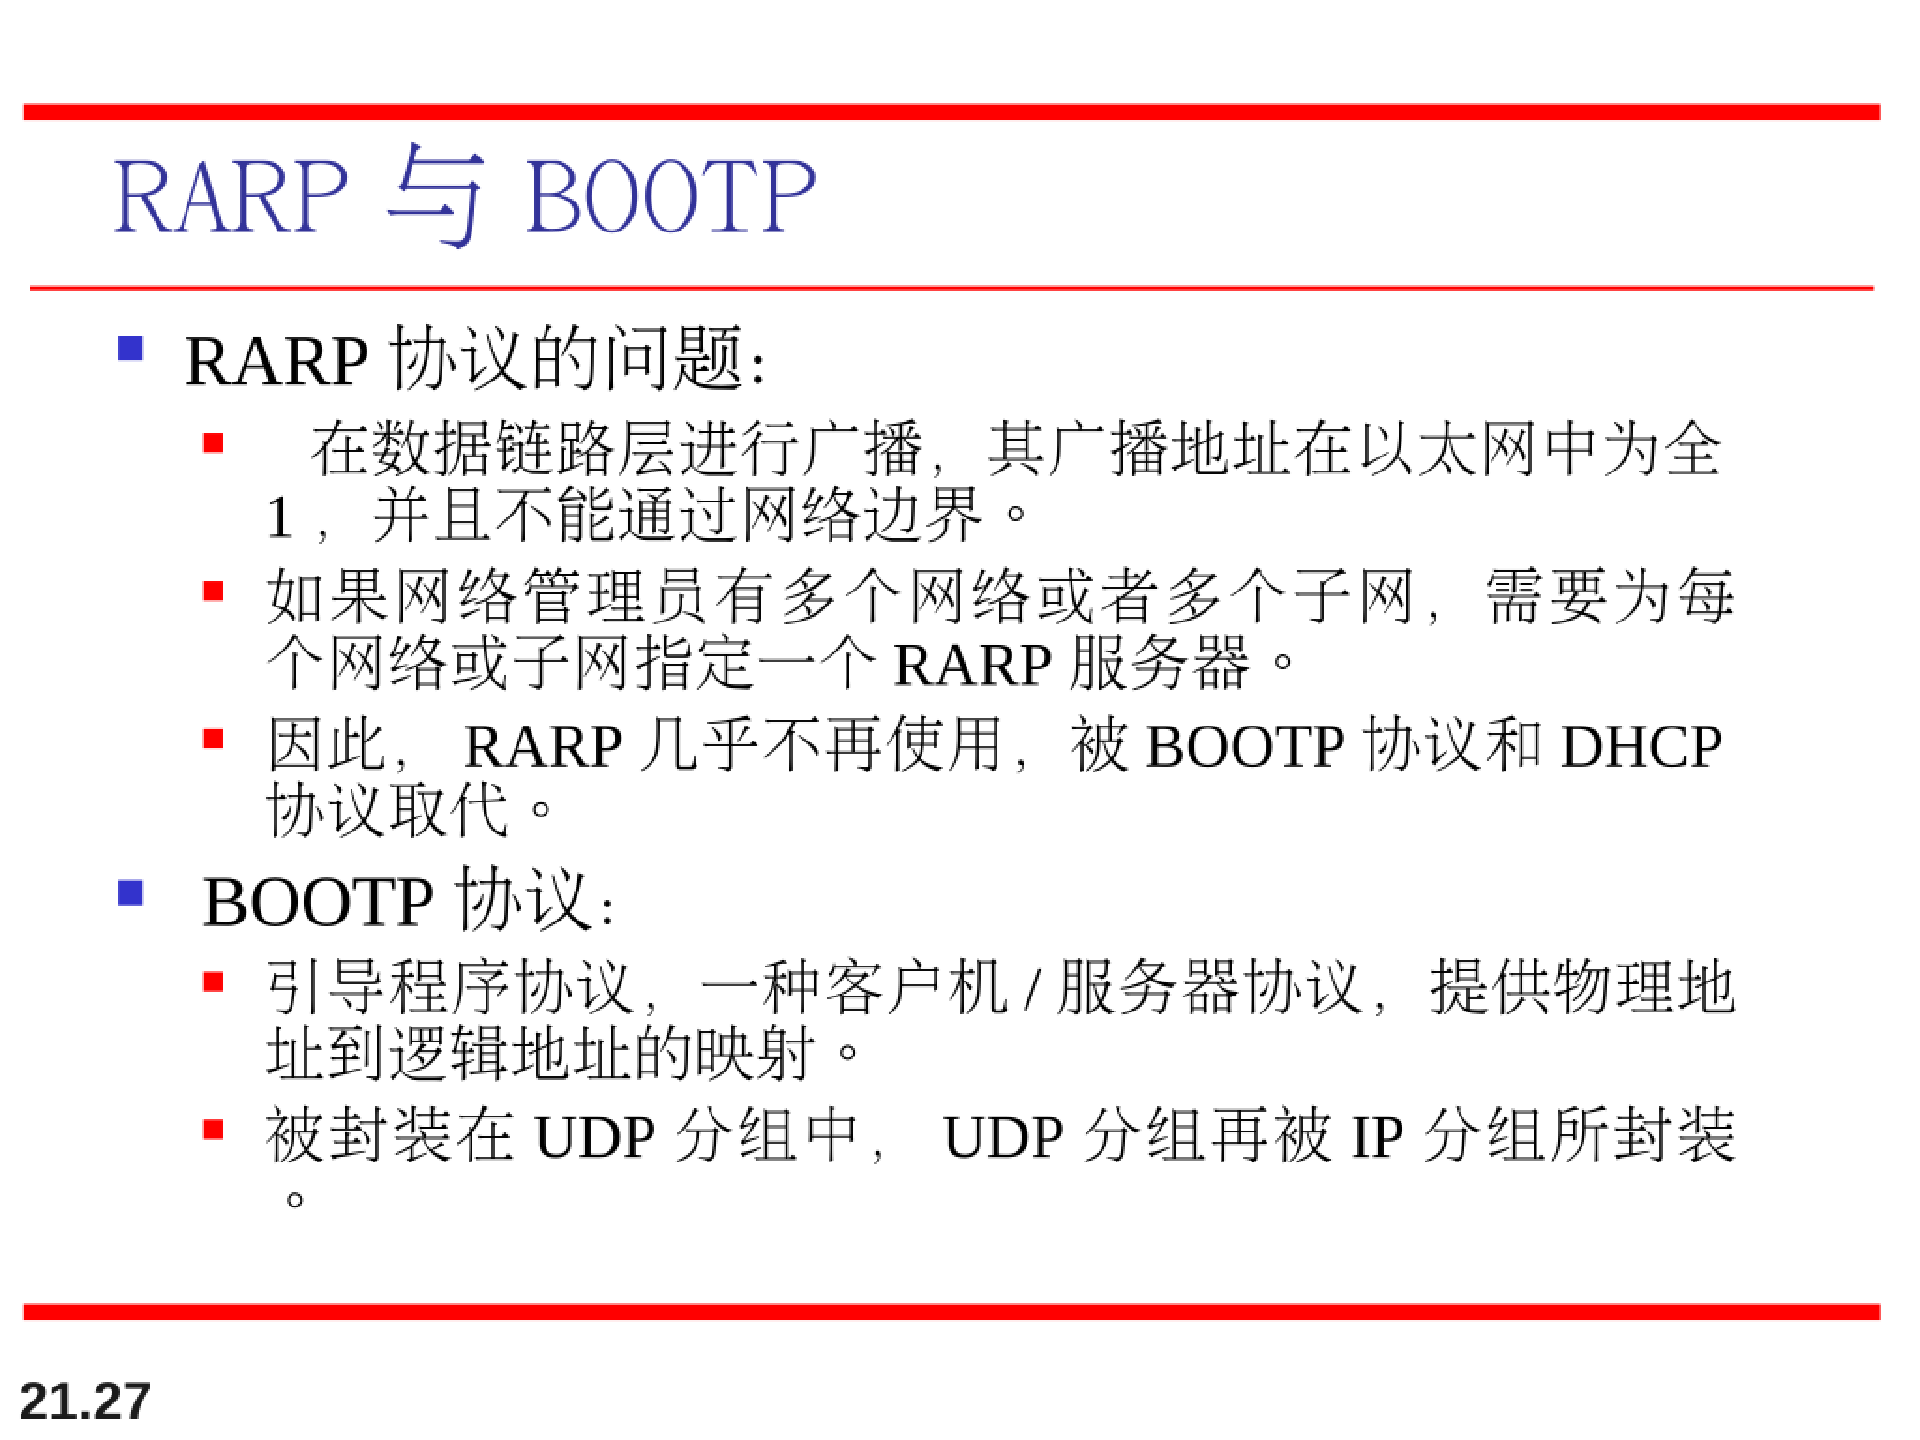 RARP 与 BOOTP
RARP 协议的问题:
在数据链路层进行广播，其广播地址在以太网中为全
1，并且不能通过网络边界。
如果网络管理员有多个网络或者多个子网，需要为每
个网络或子网指定一个 RARP 服务器。
因此， RARP 几乎不再使用，被 BOOTP 协议和 DHCP
协议取代。
BOOTP 协议:
引导程序协议，一种客户机 / 服务器协议，提供物理地
址到逻辑地址的映射。
被封装在 UDP 分组中， UDP 分组再被 IP 分组所封装
。
21.27